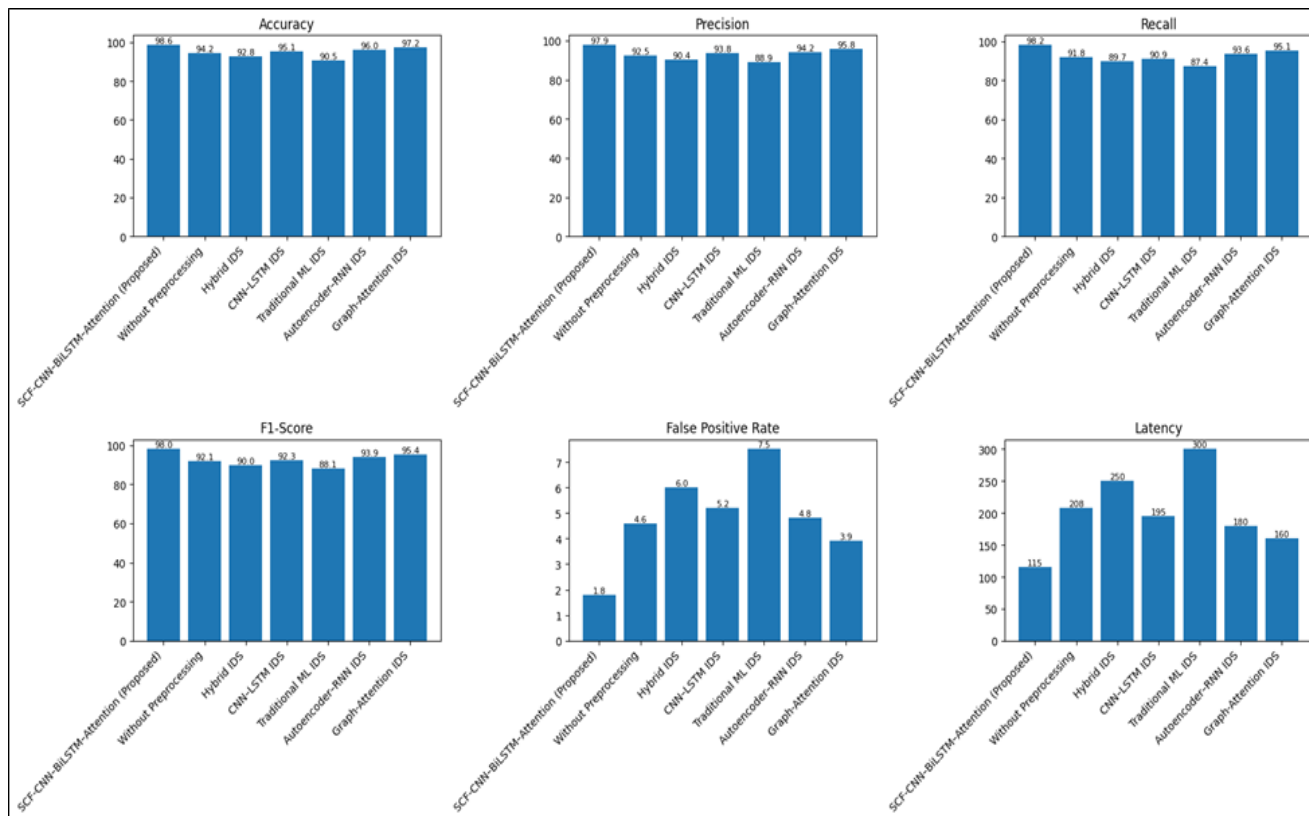 Accuracy
98.6 94.2 92.8 95.1 90.5 96.0 97.2
100
80
60
40
20
0
SCF-CNN–BiLSTM–Attention (Proposed)
Without Preprocessing
Hybrid IDS
CNN–LSTM IDS
Traditional ML IDS
Autoencoder–RNN IDS
Graph-Attention IDS
Precision
97.9 92.5 90.4 93.8 88.9 94.2 95.8
100
80
60
40
20
0
SCF-CNN–BiLSTM–Attention (Proposed)
Without Preprocessing
Hybrid IDS
CNN–LSTM IDS
Traditional ML IDS
Autoencoder–RNN IDS
Graph-Attention IDS
Recall
98.2 91.8 89.7 90.9 87.4 93.6 95.1
100
80
60
40
20
0
SCF-CNN–BiLSTM–Attention (Proposed)
Without Preprocessing
Hybrid IDS
CNN–LSTM IDS
Traditional ML IDS
Autoencoder–RNN IDS
Graph-Attention IDS
F1-Score
98.0 92.1 90.0 92.3 88.1 93.9 95.4
100
80
60
40
20
0
SCF-CNN–BiLSTM–Attention (Proposed)
Without Preprocessing
Hybrid IDS
CNN–LSTM IDS
Traditional ML IDS
Autoencoder–RNN IDS
Graph-Attention IDS
False Positive Rate
1.8 4.6 6.0 5.2 7.5 4.8 3.9
7
6
5
4
3
2
1
0
SCF-CNN–BiLSTM–Attention (Proposed)
Without Preprocessing
Hybrid IDS
CNN–LSTM IDS
Traditional ML IDS
Autoencoder–RNN IDS
Graph-Attention IDS
Latency
115 208 250 195 300 180 160
300
250
200
150
100
50
0
SCF-CNN–BiLSTM–Attention (Proposed)
Without Preprocessing
Hybrid IDS
CNN–LSTM IDS
Traditional ML IDS
Autoencoder–RNN IDS
Graph-Attention IDS